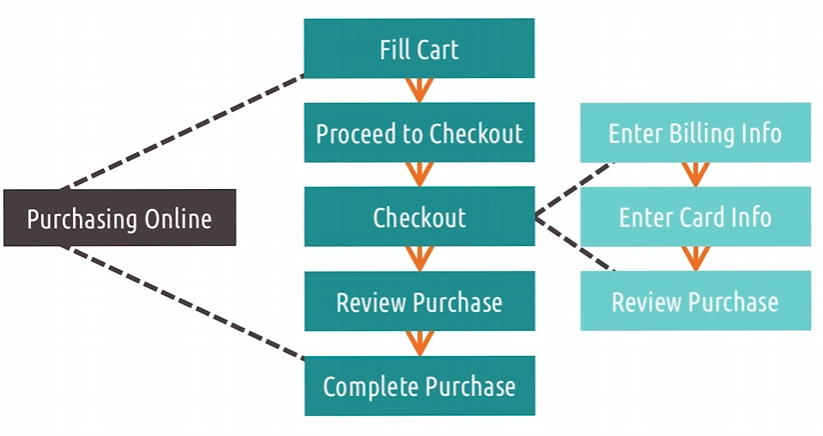 Purchasing Online
Fill Cart
Proceed to Checkout
Checkout
Review Purchase
Complete Purchase
Enter Billing Info
Enter Card Info
Review Purchase